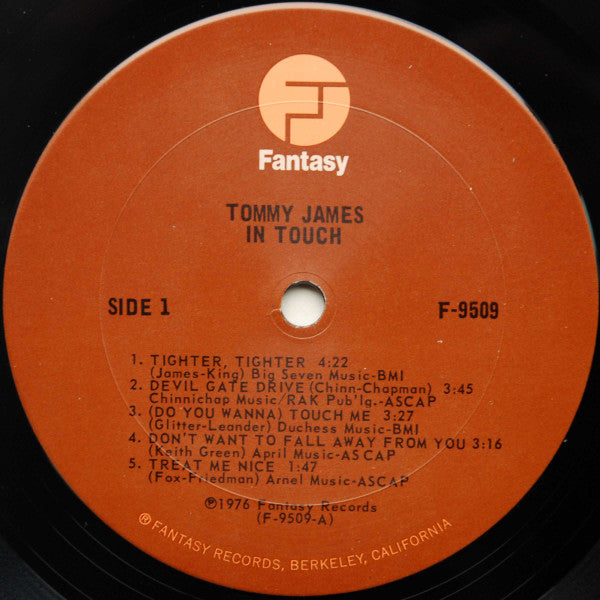 Fantasy
TOMMY JAMES
IN TOUCH
SIDE 1
F-9509
1. TIGHTER, TIGHTER 4:22
(James-King) Big Seven Music-BMI
2. DEVIL GATE DRIVE (Chinn-Chapman) 3:45
Chinnichap Music/RAK Pub'lg.-ASCAP
3. (DO YOU WANNA) TOUCH ME 3:27
(Glitter-Leander) Duchess Music-BMI
4. DON'T WANT TO FALL AWAY FROM YOU 3:16
(Keith Green) April Music-ASCAP
5. TREAT ME NICE 1:47
(Fox-Friedman) Arnel Music-ASCAP
℗1976 Fantasy Records
(F-9509-A)
® FANTASY RECORDS, BERKELEY, CALIFORNIA